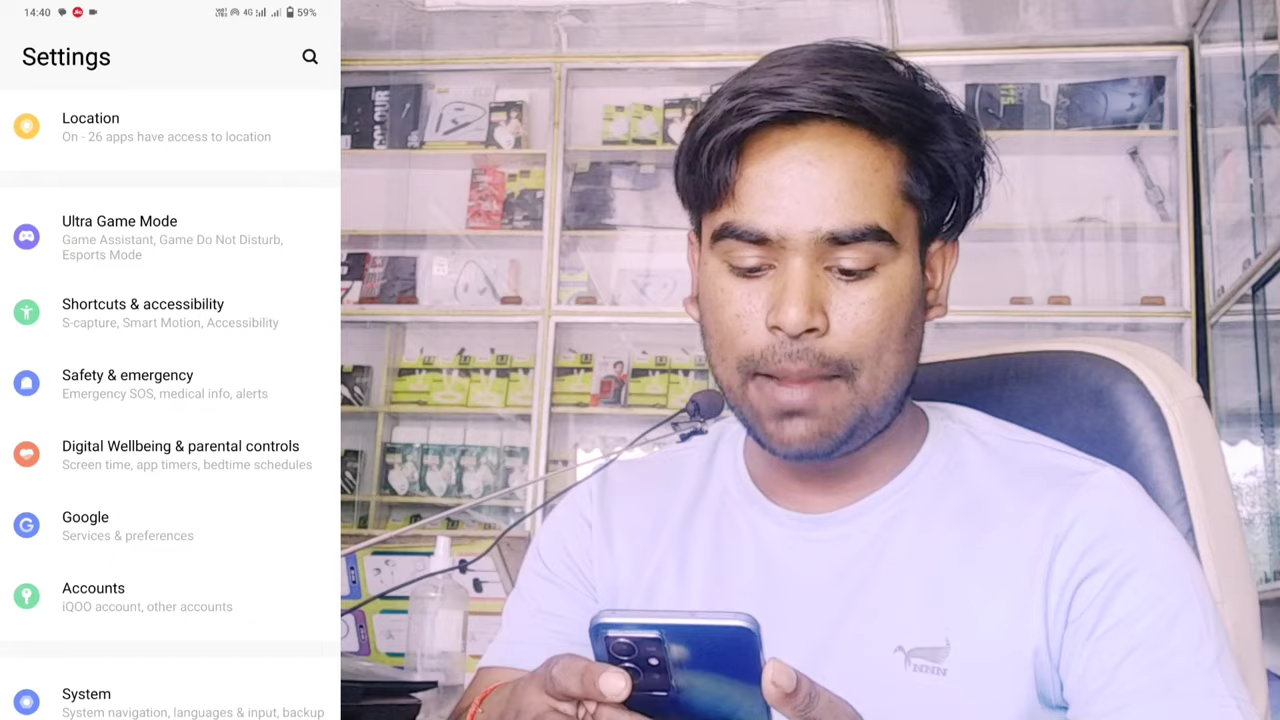 14:40 4G 59%
Settings
Location
On - 26 apps have access to location
Ultra Game Mode
Game Assistant, Game Do Not Disturb,
Esports Mode
Shortcuts & accessibility
S-capture, Smart Motion, Accessibility
Safety & emergency
Emergency SOS, medical info, alerts
Digital Wellbeing & parental controls
Screen time, app timers, bedtime schedules
Google
Services & preferences
Accounts
iQOO account, other accounts
System
System navigation, languages & input, backup
COLOUR
NNN